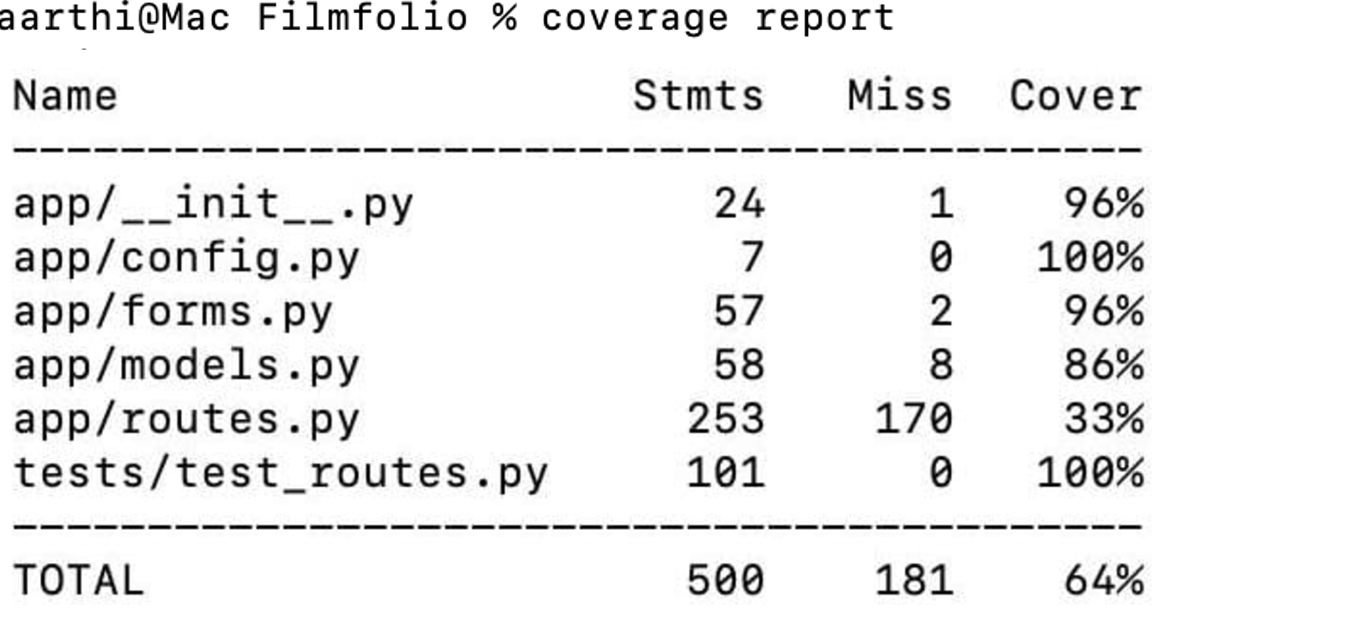 aarthi@Mac Filmfolio % coverage report
Name Stmts Miss Cover
------------------------------------------
app/__init__.py 24 1 96%
app/config.py 7 0 100%
app/forms.py 57 2 96%
app/models.py 58 8 86%
app/routes.py 253 170 33%
tests/test_routes.py 101 0 100%
------------------------------------------
TOTAL 500 181 64%